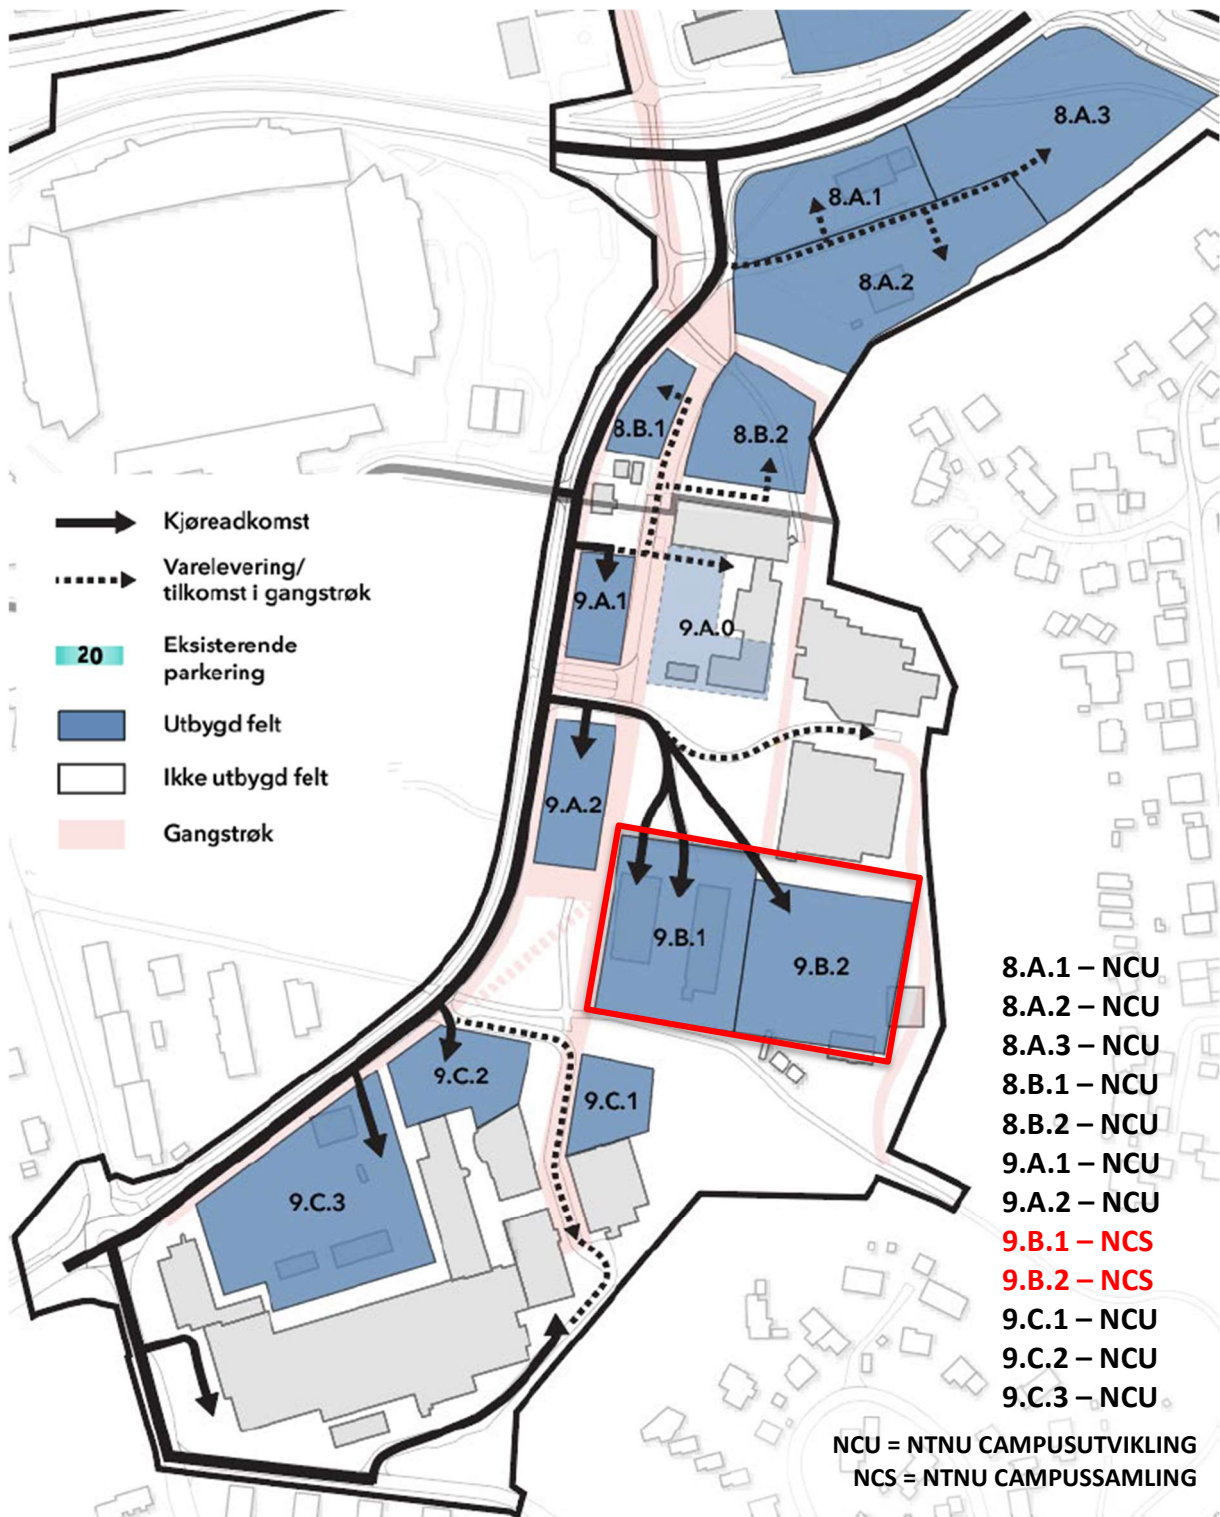 8.A.3
8.A.1
8.A.2
8.B.1
8.B.2
Kjøreadkomst
Varelevering/
tilkomst i gangstrøk
20 Eksisterende
parkering
Utbygd felt
Ikke utbygd felt
Gangstrøk
9.A.1
9.A.0
9.A.2
9.B.1
9.B.2
9.C.2
9.C.1
9.C.3
8.A.1 – NCU
8.A.2 – NCU
8.A.3 – NCU
8.B.1 – NCU
8.B.2 – NCU
9.A.1 – NCU
9.A.2 – NCU
9.B.1 – NCS
9.B.2 – NCS
9.C.1 – NCU
9.C.2 – NCU
9.C.3 – NCU
NCU = NTNU CAMPUSUTVIKLING
NCS = NTNU CAMPUSSAMLING